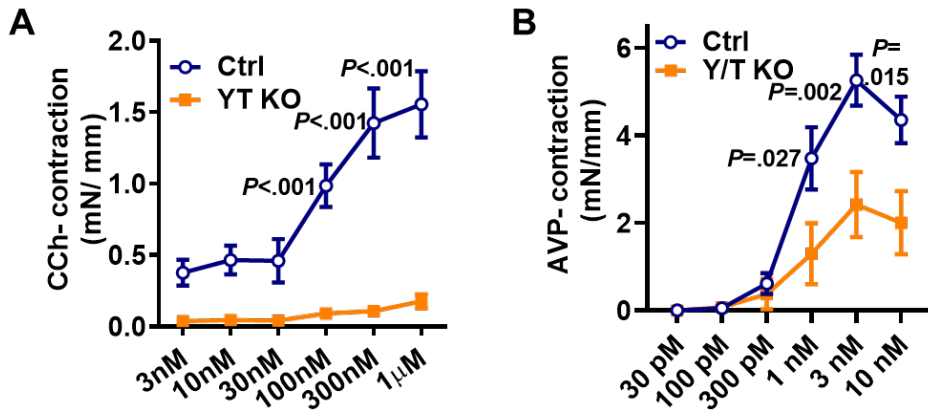 A
CCh- contraction
(mN/ mm)
2.0
1.5
1.0
0.5
0.0
Ctrl
YT KO
P<.001
P<.001
P<.001
3nM
10nM
30nM
100nM
300nM
1μM
B
AVP- contraction
(mN/mm)
6
4
2
0
Ctrl
Y/T KO
P=
.015
P=.002
P=.027
30 pM
100 pM
300 pM
1 nM
3 nM
10 nM